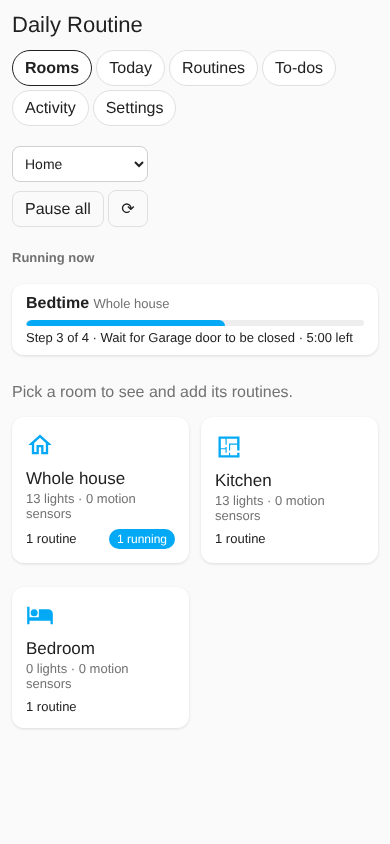 Daily Routine
Rooms
Today
Routines
To-dos
Activity
Settings
Home
Pause all
⟳
Running now
Bedtime Whole house
Step 3 of 4 · Wait for Garage door to be closed · 5:00 left
Pick a room to see and add its routines.
Whole house
13 lights · 0 motion
sensors
1 routine
1 running
Kitchen
13 lights · 0 motion
sensors
1 routine
Bedroom
0 lights · 0 motion
sensors
1 routine